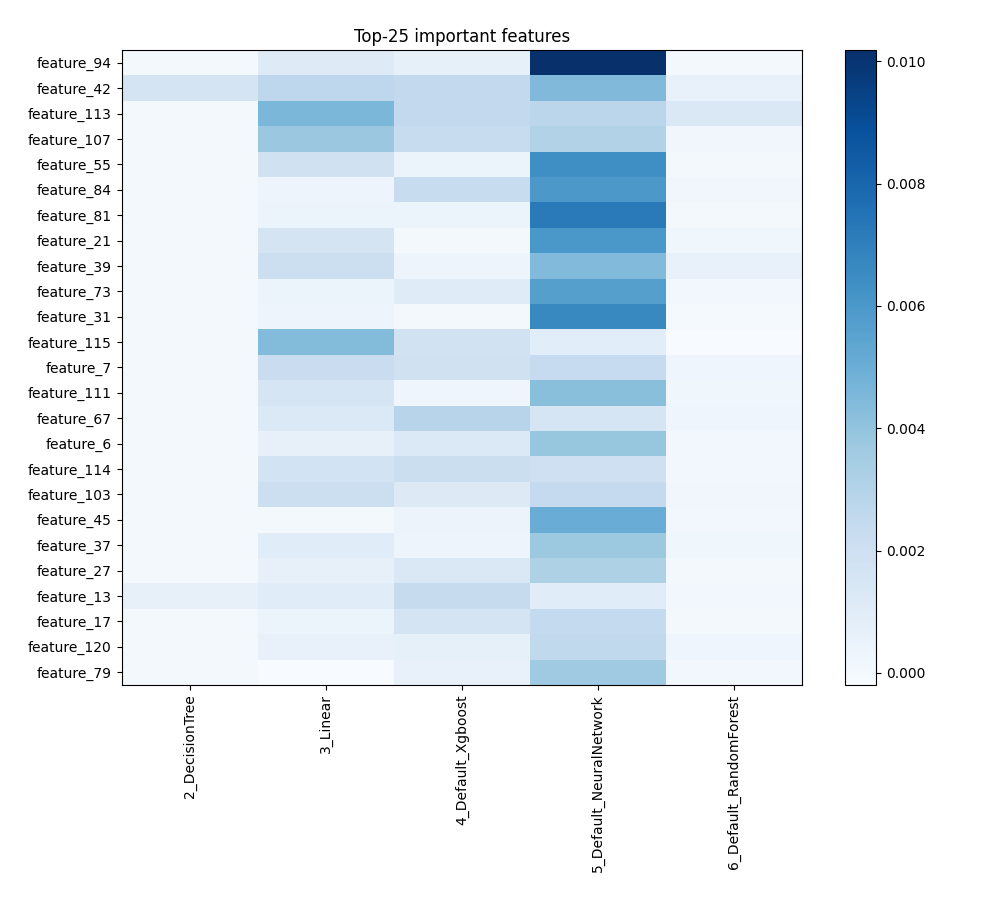 Top-25 important features
feature_94
feature_42
feature_113
feature_107
feature_55
feature_84
feature_81
feature_21
feature_39
feature_73
feature_31
feature_115
feature_7
feature_111
feature_67
feature_6
feature_114
feature_103
feature_45
feature_37
feature_27
feature_13
feature_17
feature_120
feature_79
2_DecisionTree
3_Linear
4_Default_Xgboost
5_Default_NeuralNetwork
6_Default_RandomForest
0.010
0.008
0.006
0.004
0.002
0.000